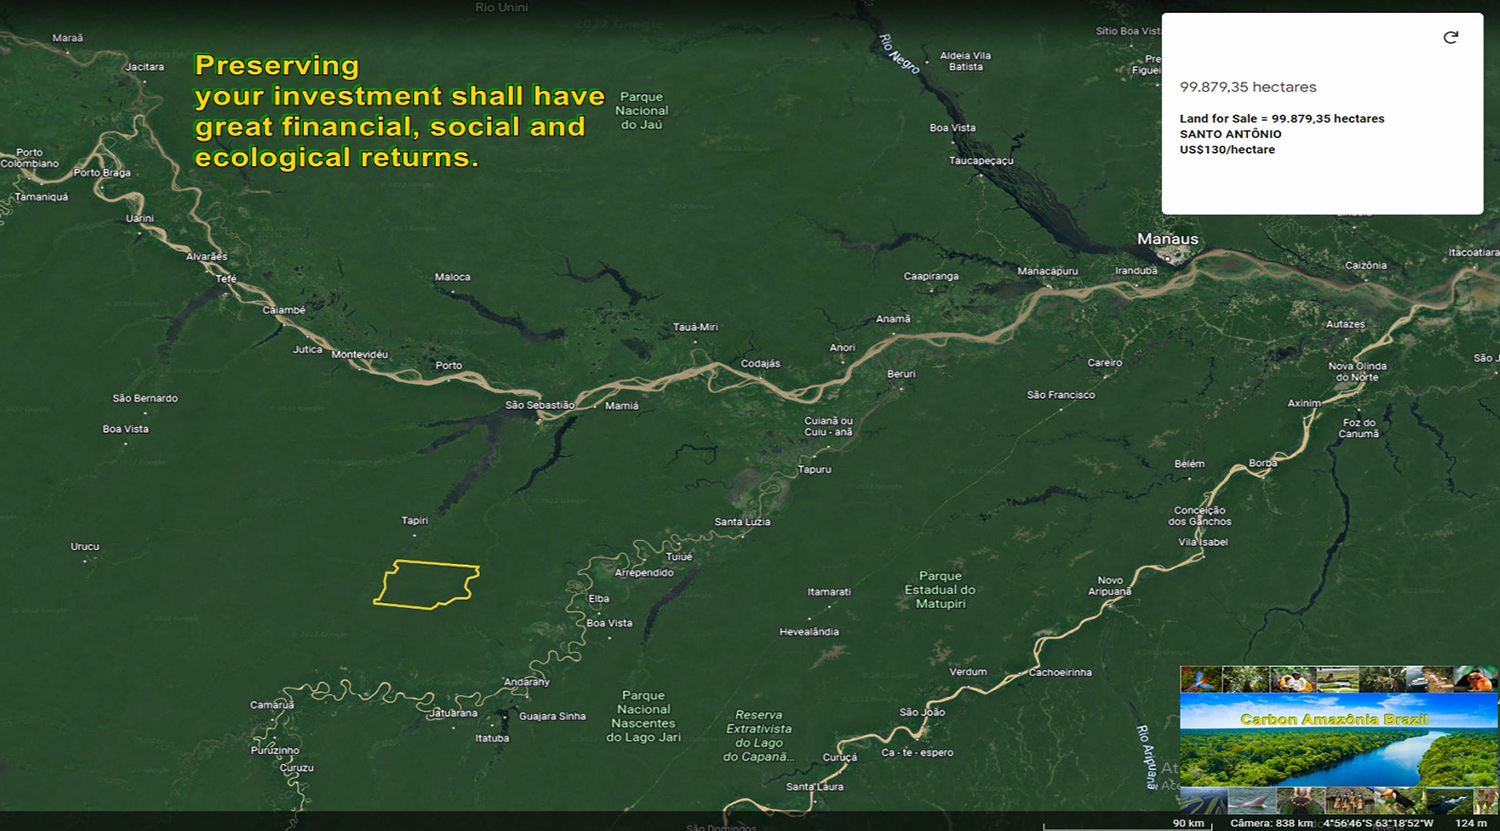 Preserving
your investment shall have
great financial, social and
ecological returns.
99.879,35 hectares
Land for Sale = 99.879,35 hectares
SANTO ANTÔNIO
US$130/hectare
Rio Unini
Maraã
Jacitara
Parque
Nacional
do Jaú
Rio Negro
Aldeia Vila
Batista
Sítio Boa Vist
Pre
Figuei
Boa Vista
Taucapeçaçu
Porto
Colombiano
Porto Braga
Tamaniquá
Uarini
Alvarães
Tefé
Caiambé
Maloca
Manaus
Itacoatiara
Caapiranga
Manacapuru
Iranduba
Caizônia
Jutica
Montevidéu
Porto
Tauá-Miri
Anamã
Anori
Codajás
Beruri
Autazes
Careiro
Nova Olinda
do Norte
São J
São Bernardo
Boa Vista
São Sebastião
Mamiá
Cuianã ou
Cuiu - anã
São Francisco
Axinim
Foz do
Canumã
Tapuru
Belém
Borba
Tapiri
Santa Luzia
Conceição
dos Ganchos
Vila Isabel
Urucu
Tuiué
Arrependido
Elba
Boa Vista
Itamarati
Hevealândia
Parque
Estadual do
Matupiri
Novo
Aripuanã
Andarahy
Verdum
Cachoeirinha
Camaruã
Jatuarana
Guajara Sinha
Itatuba
Parque
Nacional
Nascentes
do Lago Jari
Reserva
Extrativista
do Lago
do Capanã...
São João
Ca - te - espero
Curuçá
Puruzinho
Curuzu
Santa Laura
Rio Aripuanã
São Domingos
Carbon Amazônia Brazil
90 km
Câmera: 838 km
4°56'46"S 63°18'52"W
124 m